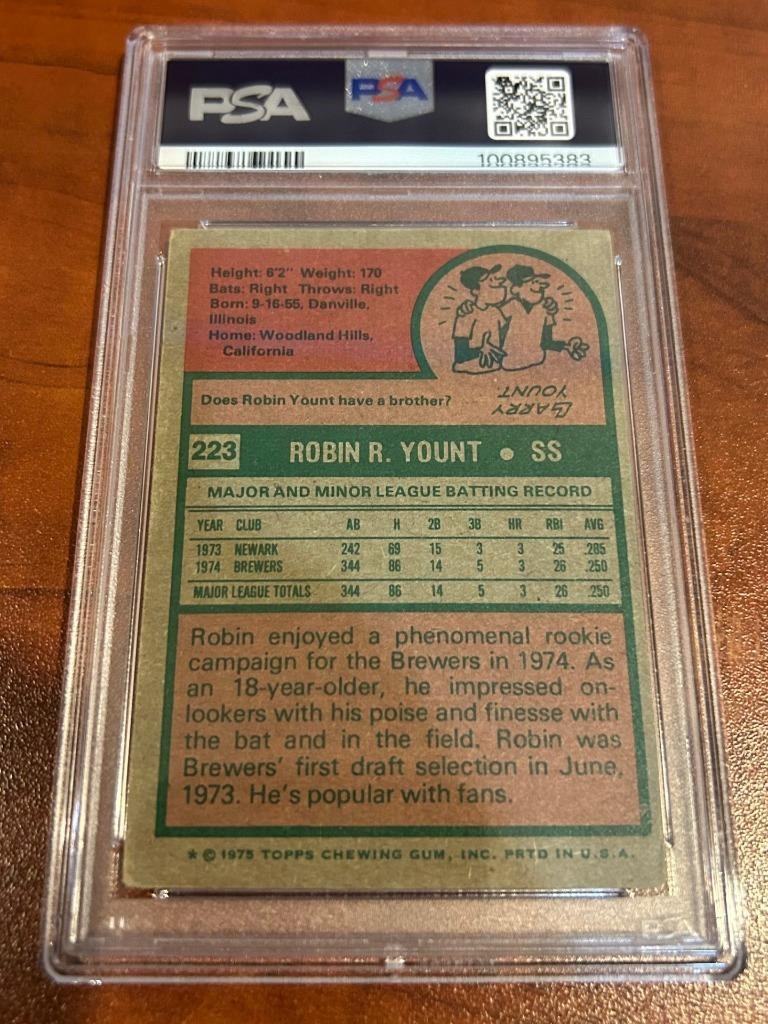 PSA
PSA
100895383
Height: 6'2" Weight: 170
Bats: Right Throws: Right
Born: 9-16-55, Danville,
Illinois
Home: Woodland Hills,
California
Does Robin Yount have a brother?
GARRY
YOUNT
223 ROBIN R. YOUNT • SS
MAJOR AND MINOR LEAGUE BATTING RECORD
YEAR CLUB AB H 2B 3B HR RBI AVG
1973 NEWARK 242 69 15 3 3 25 .285
1974 BREWERS 344 86 14 5 3 26 .250
MAJOR LEAGUE TOTALS 344 86 14 5 3 26 .250
Robin enjoyed a phenomenal rookie
campaign for the Brewers in 1974. As
an 18-year-older, he impressed on-
lookers with his poise and finesse with
the bat and in the field. Robin was
Brewers' first draft selection in June,
1973. He's popular with fans.
* © 1975 TOPPS CHEWING GUM, INC. PRTD IN U.S.A.
PSA